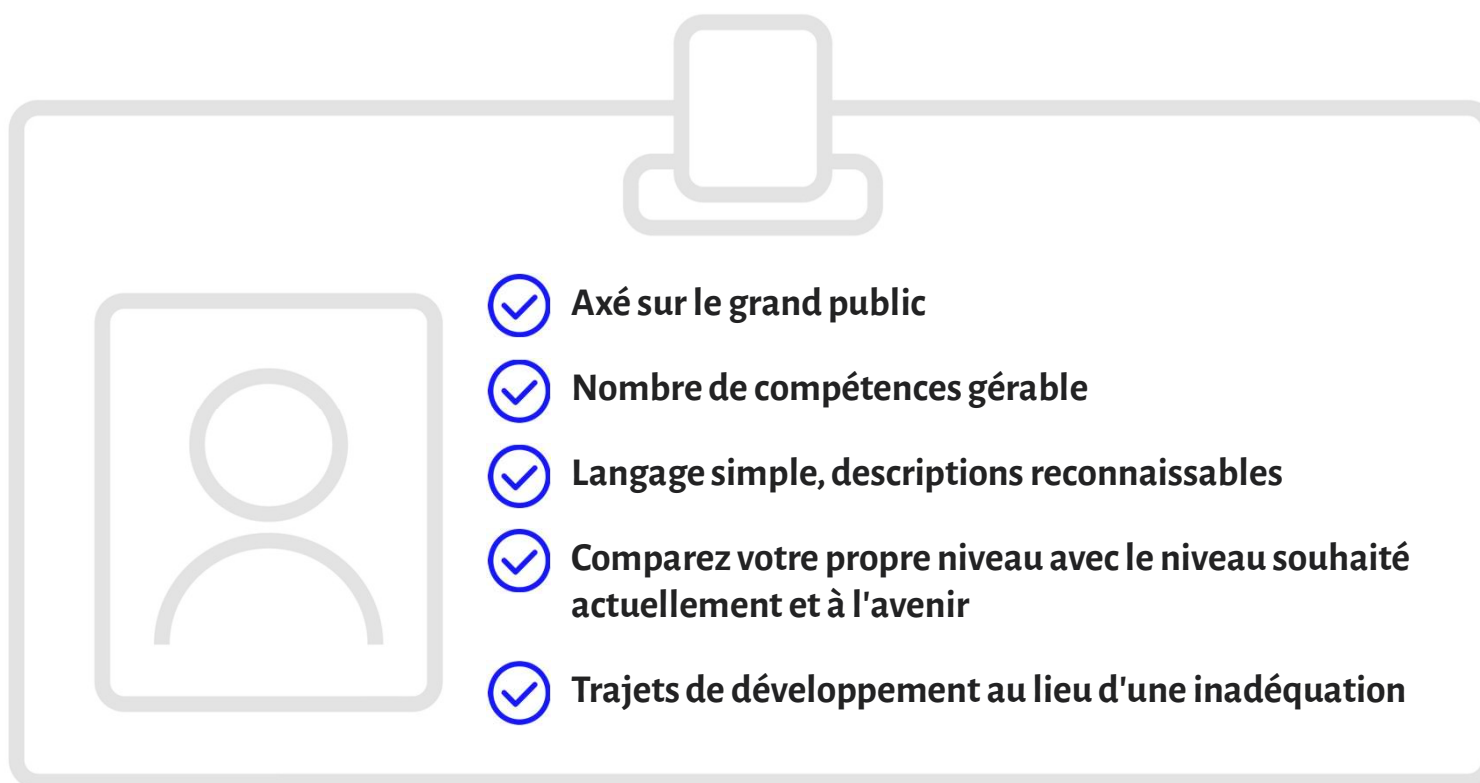 Axé sur le grand public
Nombre de compétences gérable
Langage simple, descriptions reconnaissables
Comparez votre propre niveau avec le niveau souhaité
actuellement et à l'avenir
Trajets de développement au lieu d'une inadéquation